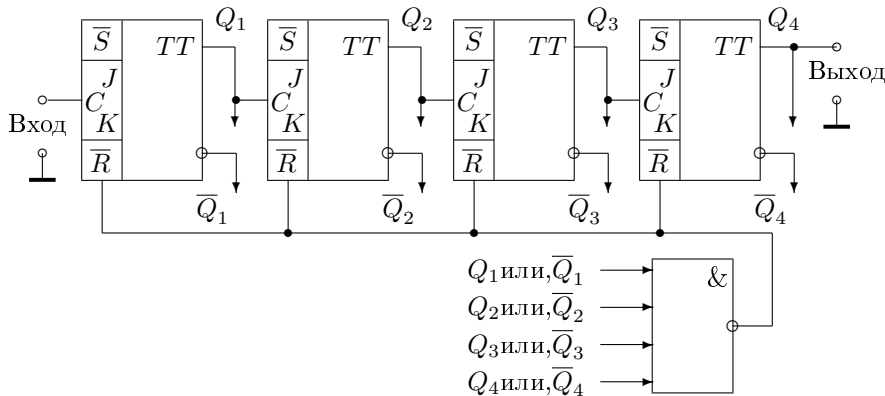 Q₁ Q₂ Q₃ Q₄
S̅ TT S̅ TT S̅ TT S̅ TT
J J J J Выход
C C C C
Вход K K K K
R̅ R̅ R̅ R̅
Q̅₁ Q̅₂ Q̅₃ Q̅₄
Q₁или,Q̅₁ &
Q₂или,Q̅₂
Q₃или,Q̅₃
Q₄или,Q̅₄